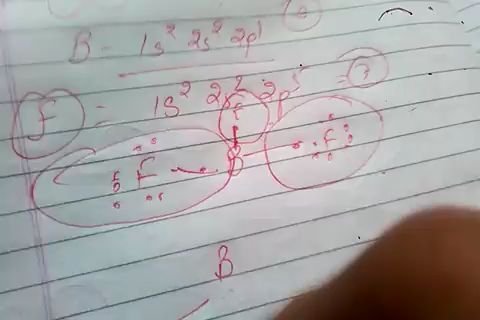 B - 1s² 2s² 2p¹
F = 1s² 2s² 2p⁵ = 7
F
F B F
B